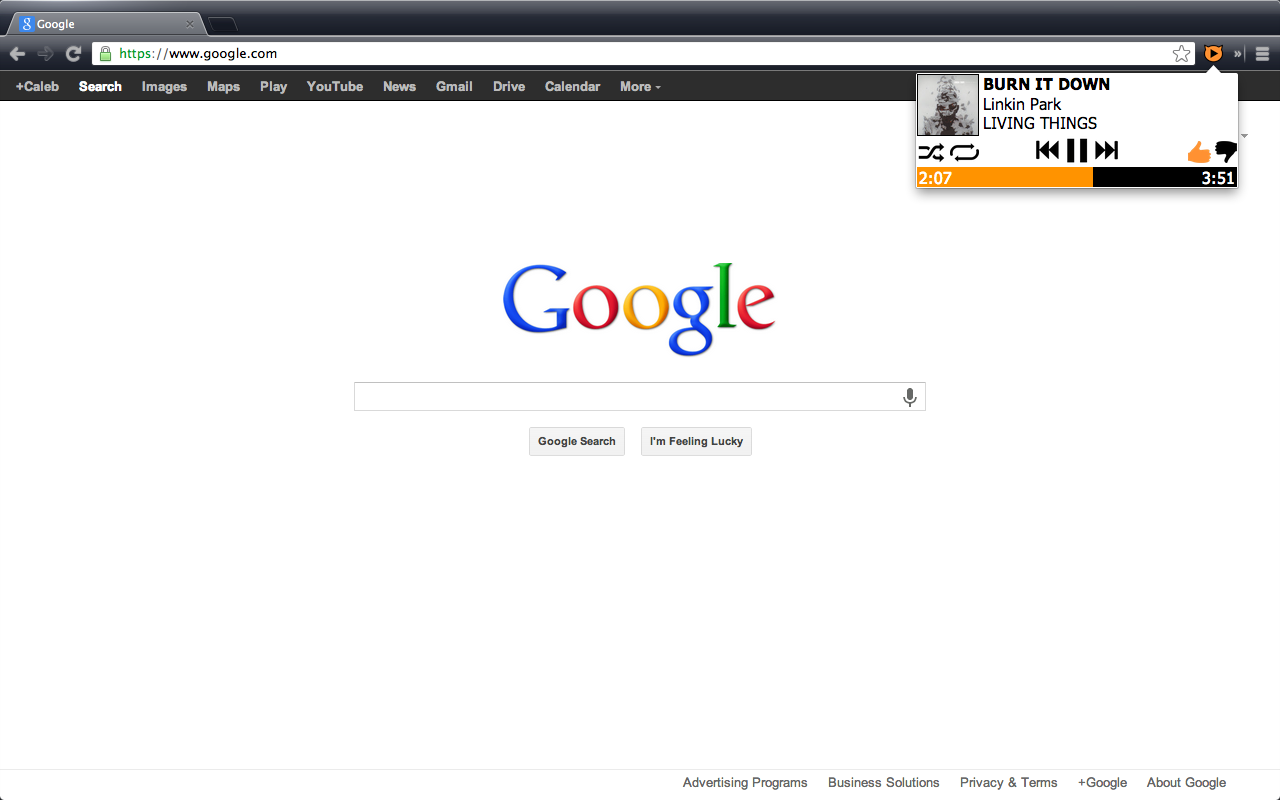 Google
https://www.google.com
+Caleb Search Images Maps Play YouTube News Gmail Drive Calendar More
BURN IT DOWN
Linkin Park
LIVING THINGS
2:07 3:51
Google
Google Search I'm Feeling Lucky
Advertising Programs Business Solutions Privacy & Terms +Google About Google